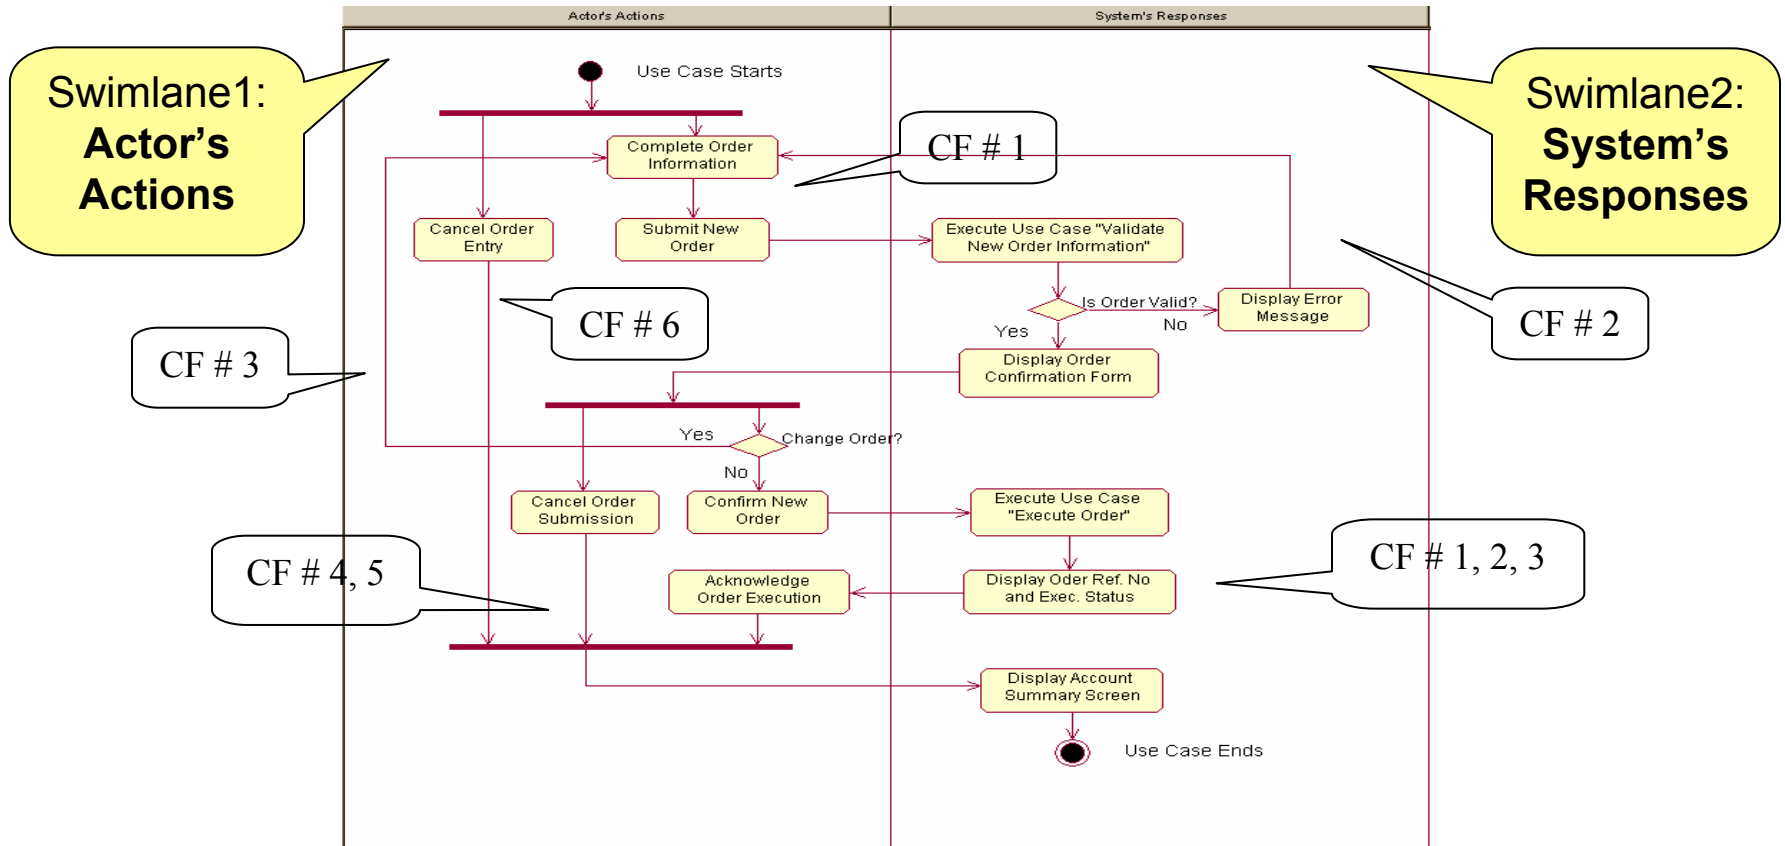 Actor's Actions
System's Responses
Swimlane1:
Actor's
Actions
Use Case Starts
Swimlane2:
System's
Responses
Complete Order
Information
CF # 1
Cancel Order
Entry
Submit New
Order
Execute Use Case "Validate
New Order Information"
CF # 6
Is Order Valid?
No
Yes
Display Error
Message
CF # 2
CF # 3
Display Order
Confirmation Form
Yes
Change Order?
No
Cancel Order
Submission
Confirm New
Order
Execute Use Case
"Execute Order"
CF # 4, 5
CF # 1, 2, 3
Acknowledge
Order Execution
Display Oder Ref. No
and Exec. Status
Display Account
Summary Screen
Use Case Ends